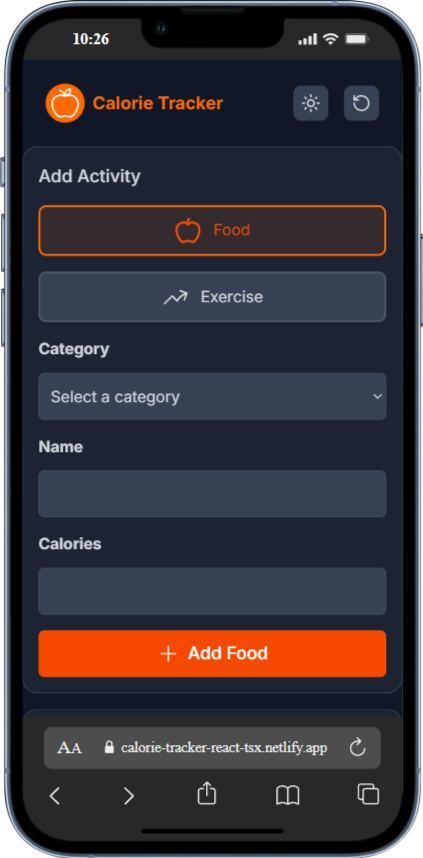 10:26
Calorie Tracker
Add Activity
Food
Exercise
Category
Select a category
Name
Calories
+ Add Food
AA calorie-tracker-react-tsx.netlify.app